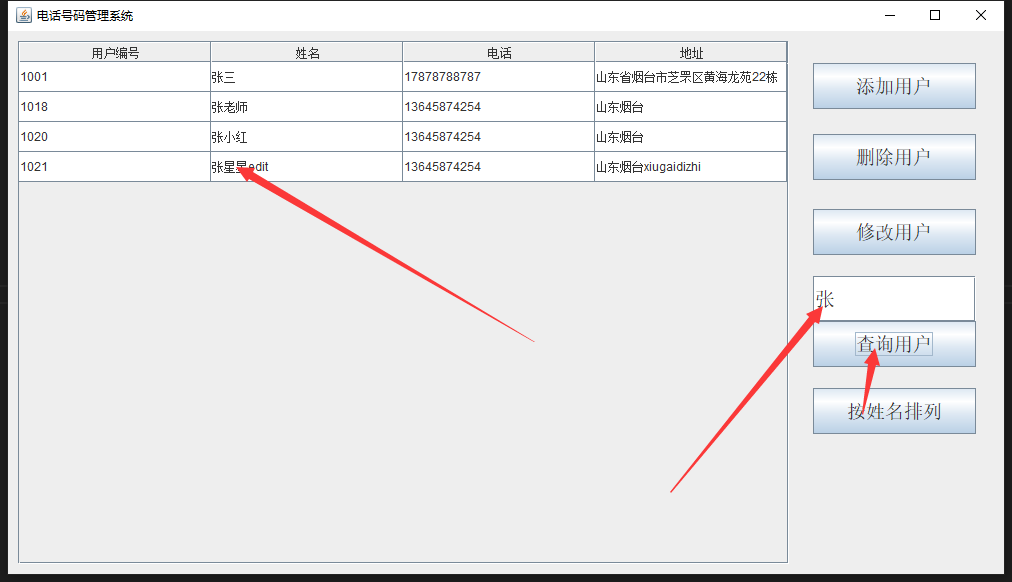 电话号码管理系统
用户编号 姓名 电话 地址
1001 张三 17878788787 山东省烟台市芝罘区黄海龙苑22栋
1018 张老师 13645874254 山东烟台
1020 张小红 13645874254 山东烟台
1021 张星星edit 13645874254 山东烟台xiugaidizhi
添加用户
删除用户
修改用户
张
查询用户
按姓名排列